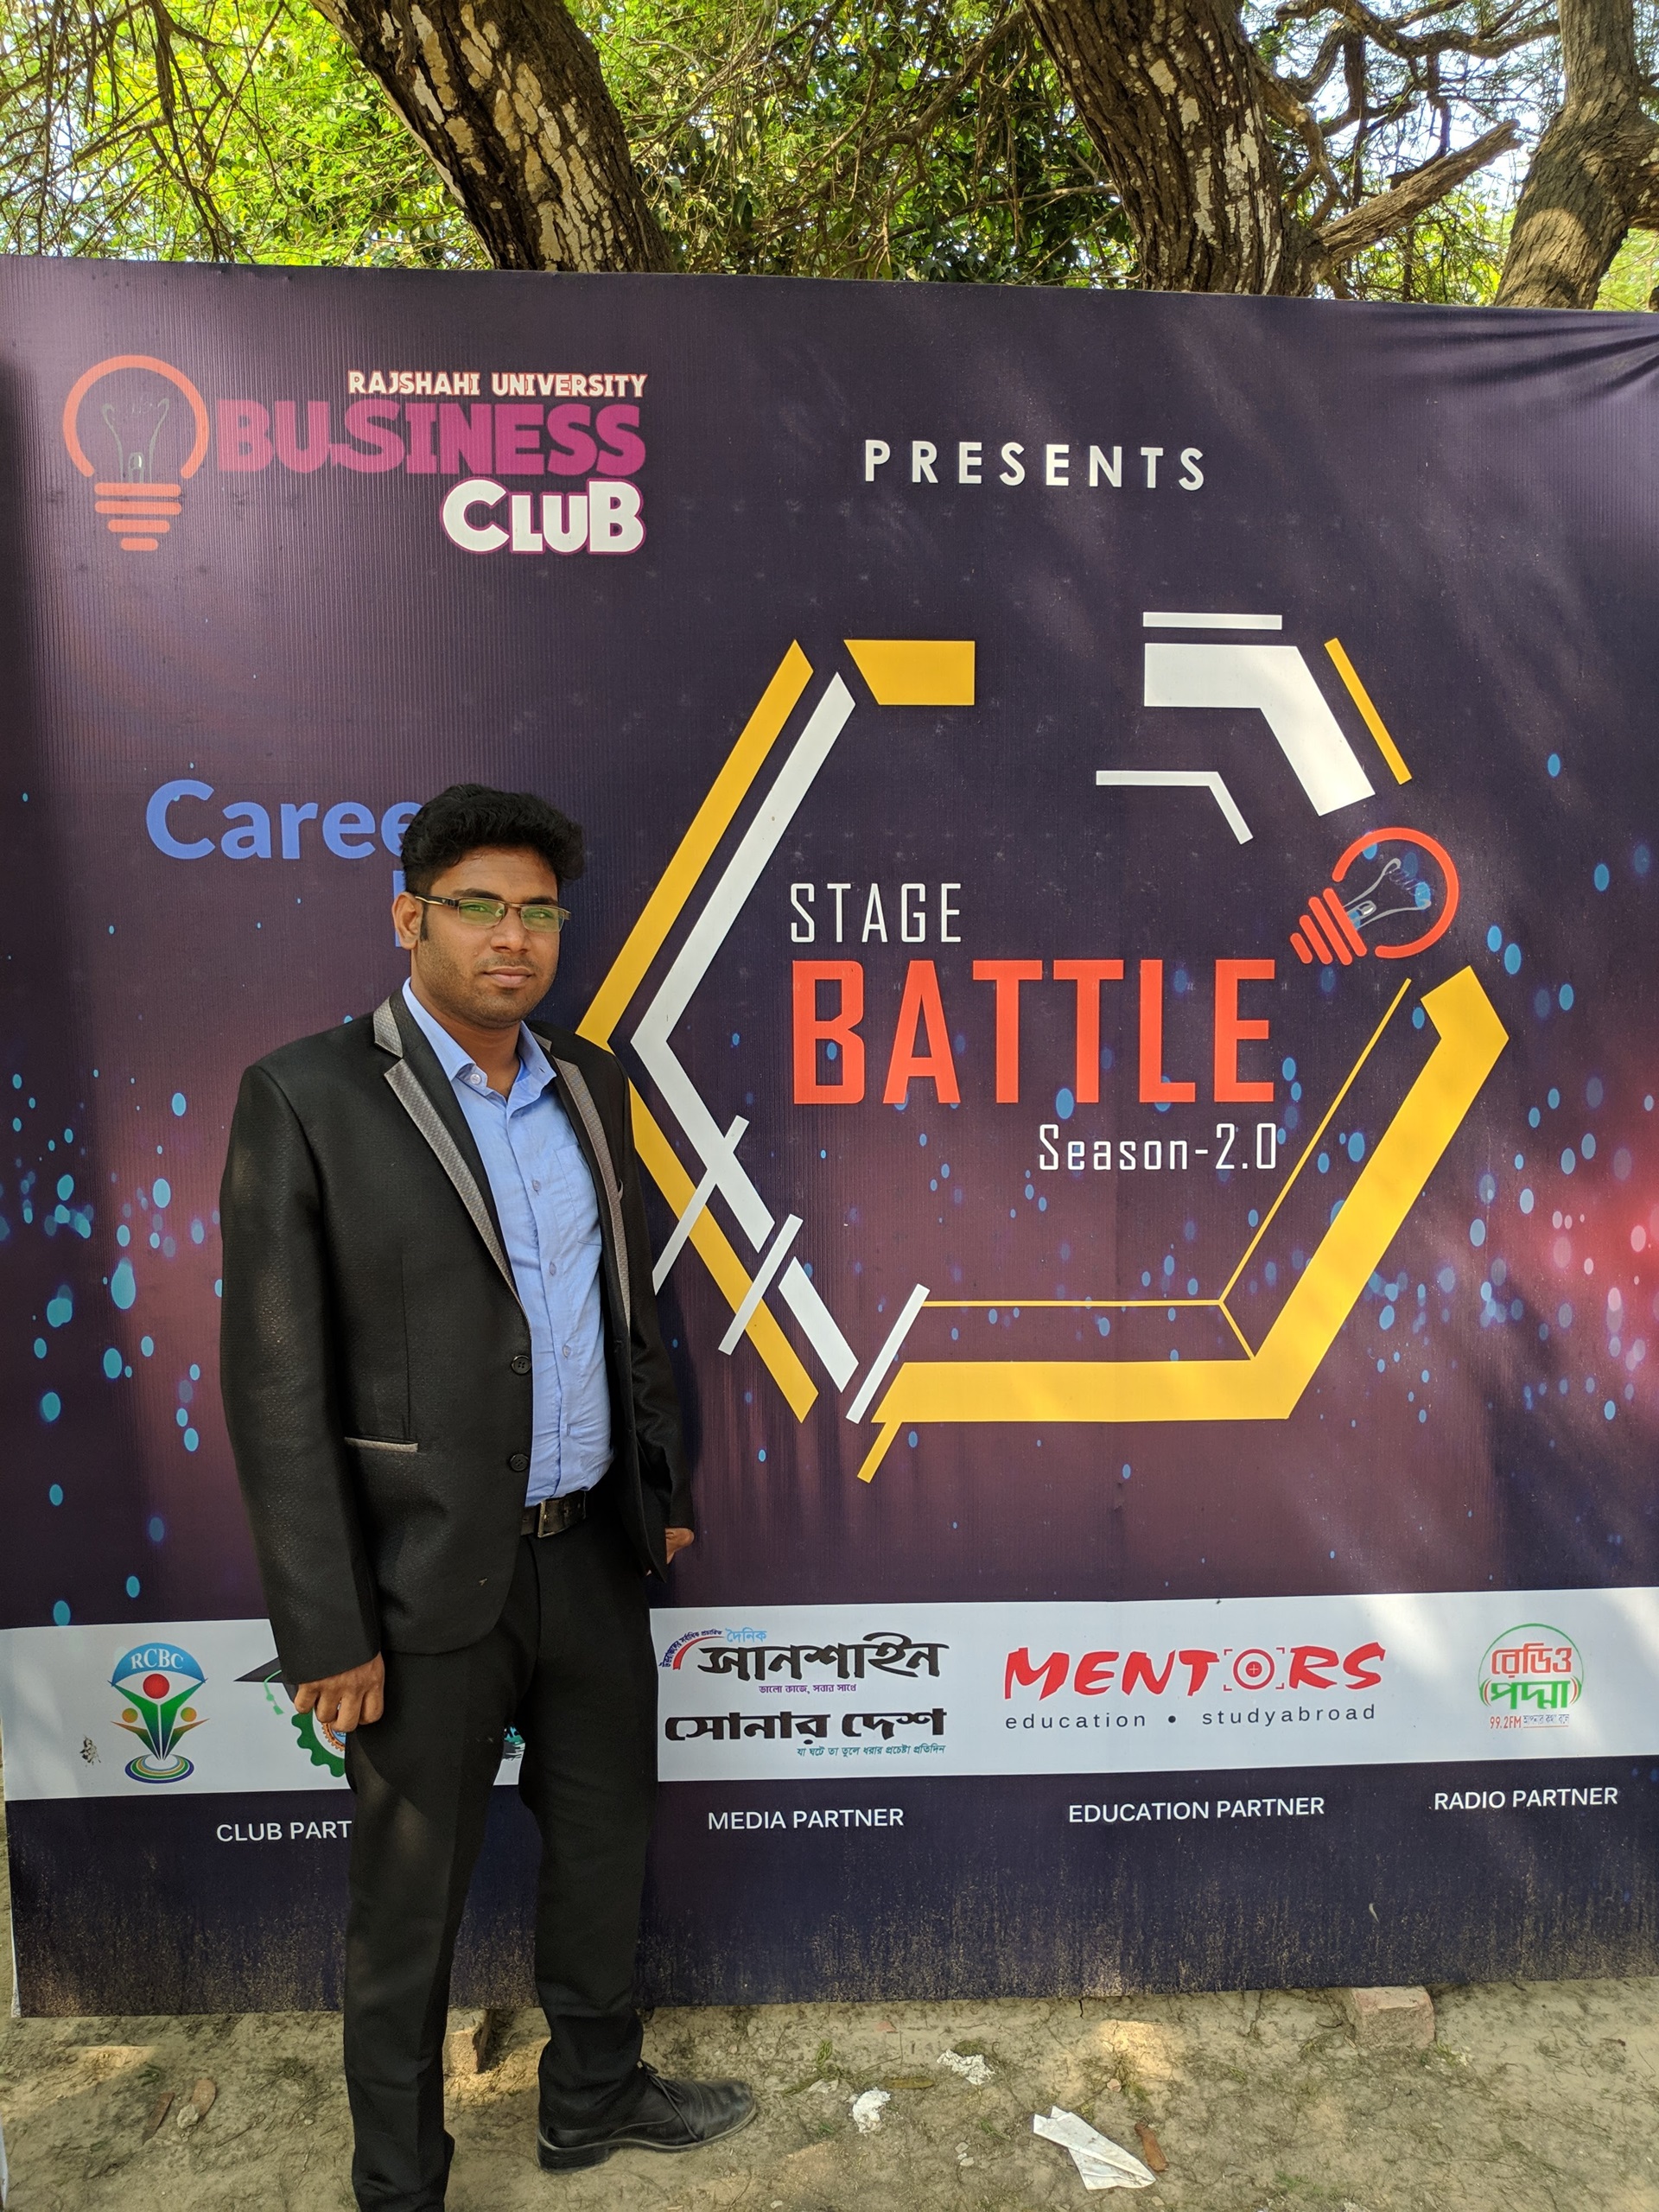 RAJSHAHI UNIVERSITY
BUSINESS
CLUB
PRESENTS
STAGE
BATTLE
Season-2.0
RCBC
দৈনিক
সানশাইন
ভালো কাজে, সবার সাথে
সোনার দেশ
যা ঘটে তা তুলে ধরার প্রচেষ্টা প্রতিদিন
MENTORS
education • studyabroad
রেডিও
পদ্মা
99.2FM
MEDIA PARTNER
EDUCATION PARTNER
RADIO PARTNER
CLUB